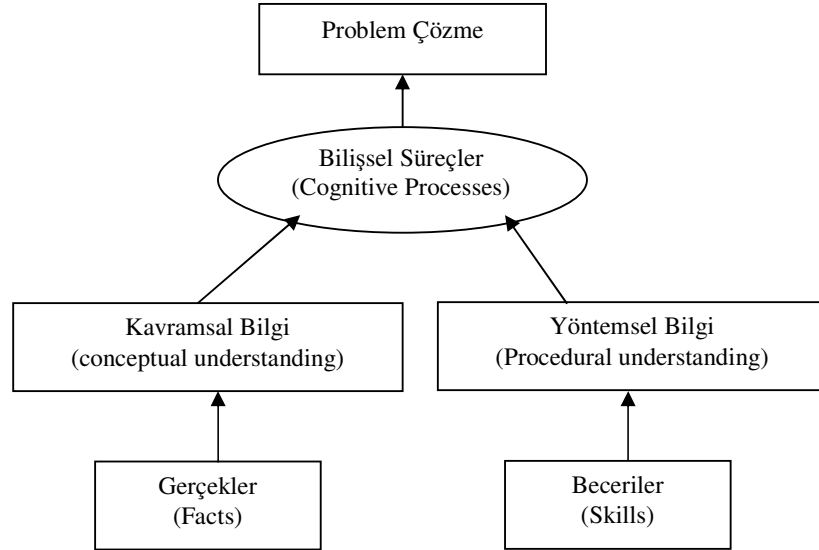 Problem Çözme
Bilişsel Süreçler
(Cognitive Processes)
Kavramsal Bilgi
(conceptual understanding)
Yöntemsel Bilgi
(Procedural understanding)
Gerçekler
(Facts)
Beceriler
(Skills)